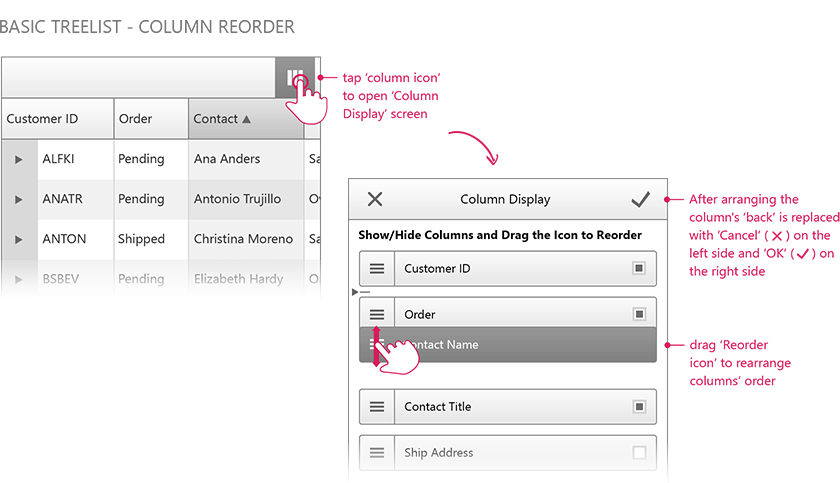 BASIC TREELIST - COLUMN REORDER
tap ‘column icon’
to open ‘Column
Display’ screen
Customer ID Order Contact
ALFKI Pending Ana Anders Sa
ANATR Pending Antonio Trujillo
ANTON Shipped Christina Moreno Sa
BSBEV Pending Elizabeth Hardy
Column Display
After arranging the
column's ‘back’ is replaced
with ‘Cancel’ ( ✕ ) on the
left side and ‘OK’ ( ✓ ) on
the right side
Show/Hide Columns and Drag the Icon to Reorder
Customer ID
Order
ntact Name
drag ‘Reorder
icon’ to rearrange
columns’ order
Contact Title
Ship Address